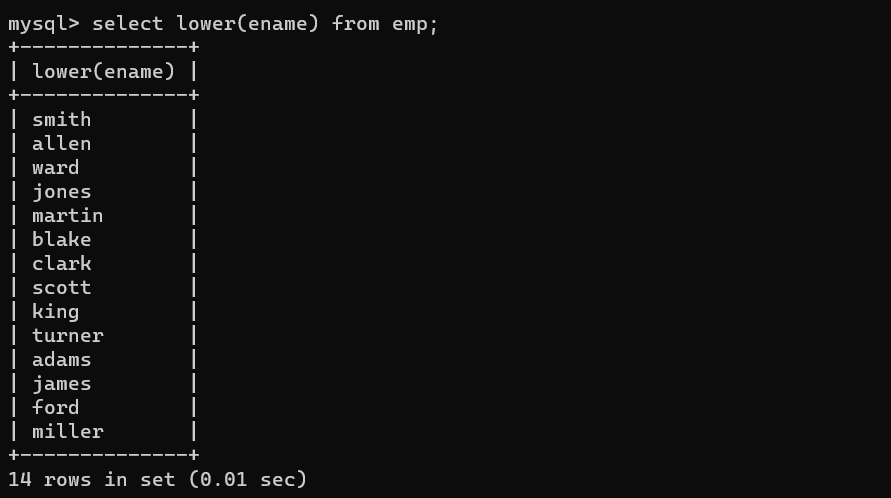 mysql> select lower(ename) from emp;
+--------------+
| lower(ename) |
+--------------+
| smith        |
| allen        |
| ward         |
| jones        |
| martin       |
| blake        |
| clark        |
| scott        |
| king         |
| turner       |
| adams        |
| james        |
| ford         |
| miller       |
+--------------+
14 rows in set (0.01 sec)